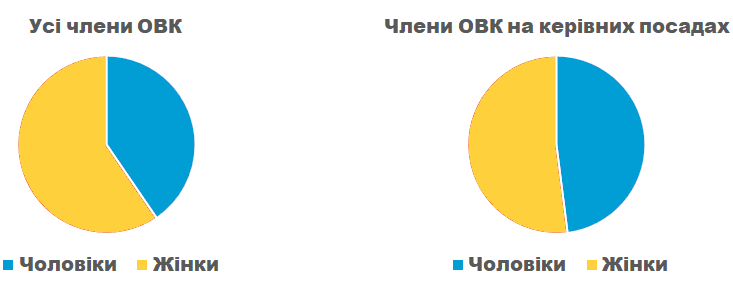 Усі члени ОВК
Члени ОВК на керівних посадах
Чоловіки Жінки
Чоловіки Жінки